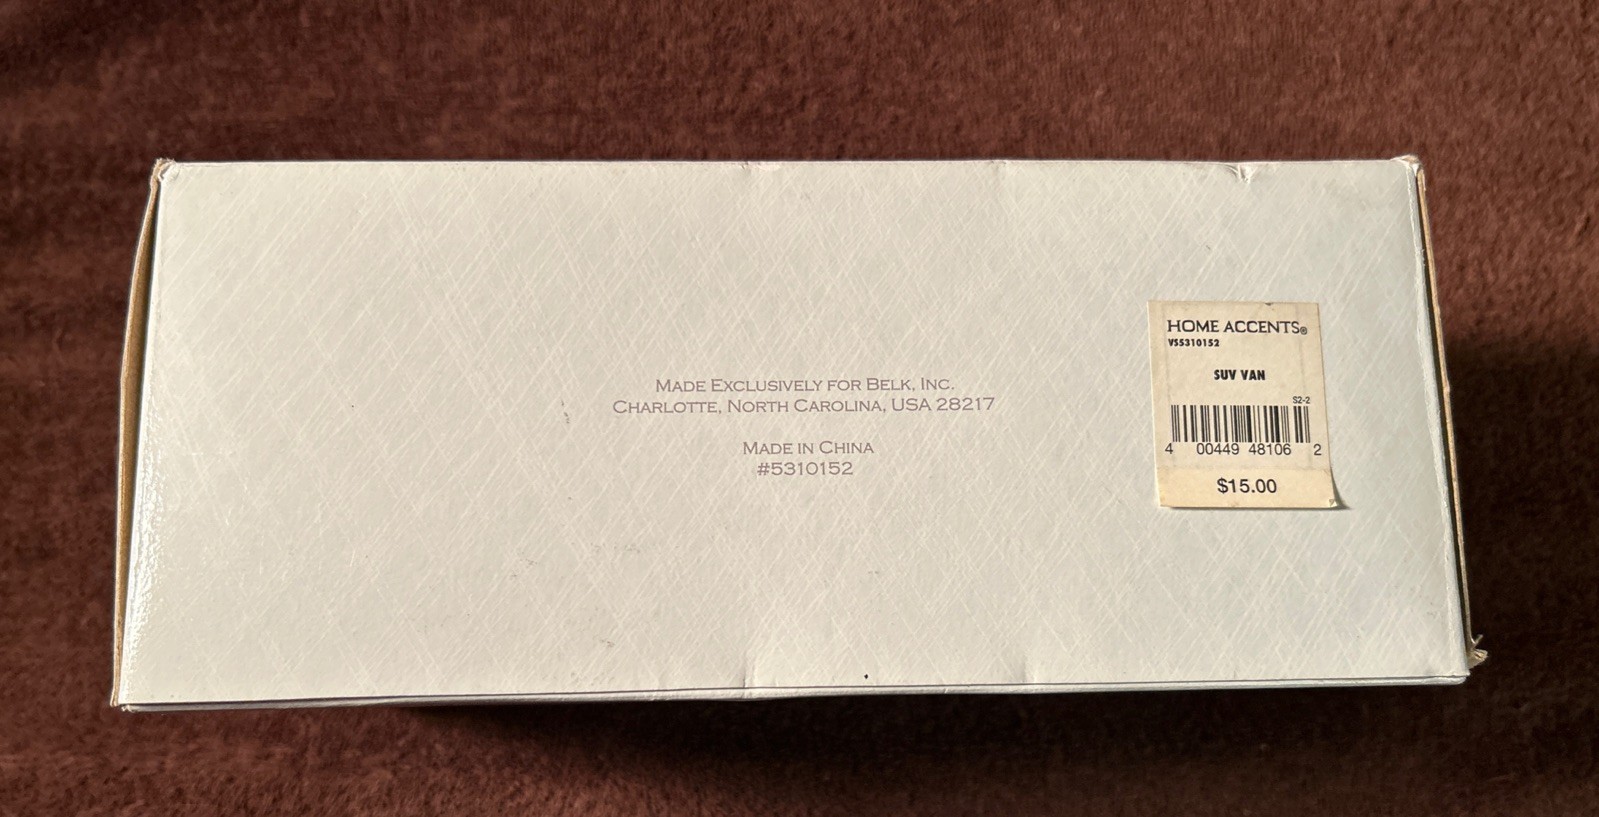 MADE EXCLUSIVELY FOR BELK, INC.
CHARLOTTE, NORTH CAROLINA, USA 28217
MADE IN CHINA
#5310152
HOME ACCENTS®
VS5310152
SUV VAN
S2-2
4 00449 48106 2
$15.00